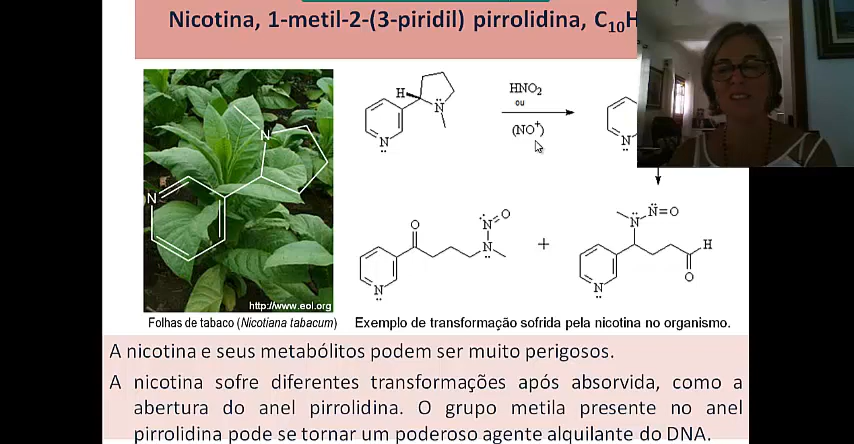 Nicotina, 1-metil-2-(3-piridil) pirrolidina, C₁₀H
H
N
N
HNO₂
ou
(NO⁺)
N
N
N
O
N
O
N
N
+
N
N=O
H
O
N
http://www.eol.org
Folhas de tabaco (Nicotiana tabacum)
Exemplo de transformação sofrida pela nicotina no organismo.
A nicotina e seus metabólitos podem ser muito perigosos.
A nicotina sofre diferentes transformações após absorvida, como a
abertura do anel pirrolidina. O grupo metila presente no anel
pirrolidina pode se tornar um poderoso agente alquilante do DNA.